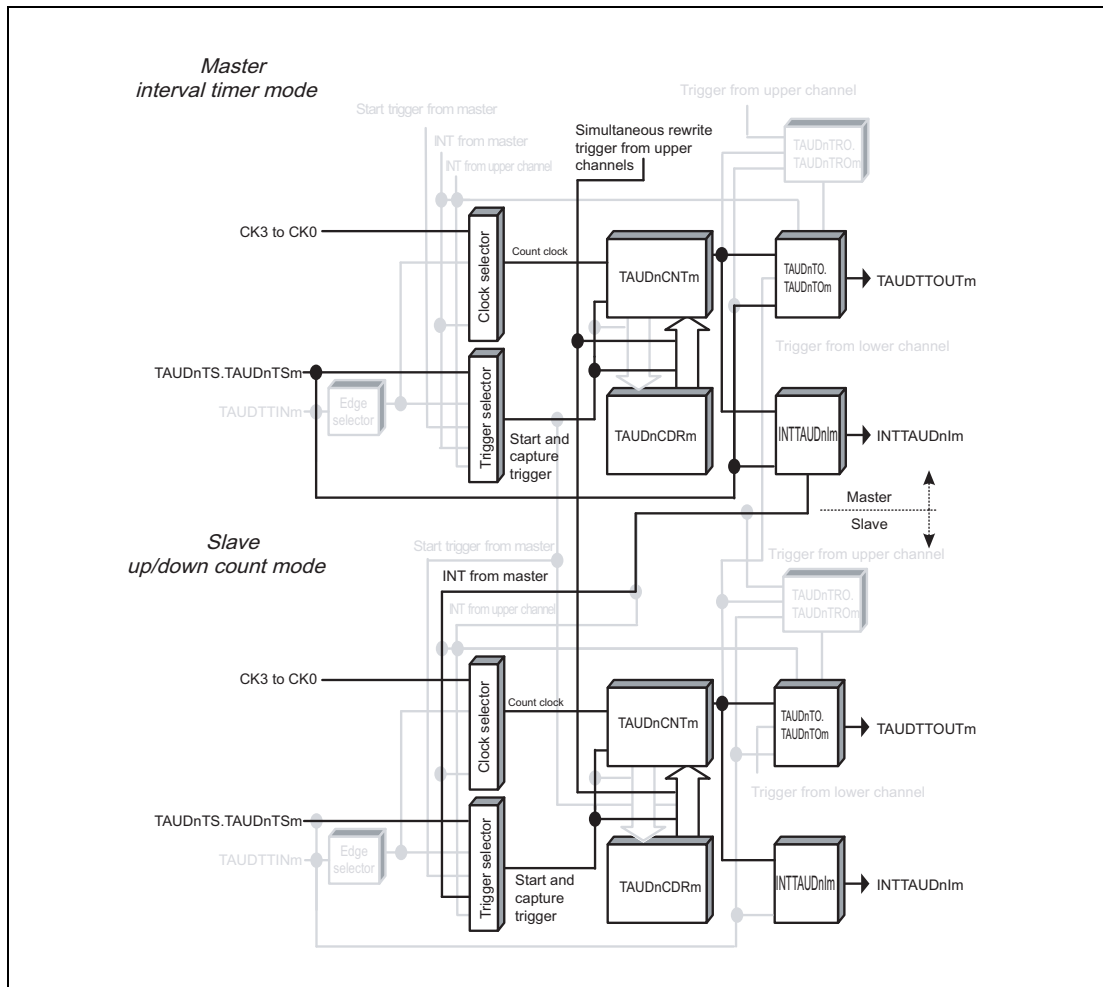 Master
interval timer mode
Trigger from upper channel
Start trigger from master
Simultaneous rewrite
trigger from upper
channels
INT from master
INT from upper channel
TAUDnTRO.
TAUDnTROm
CK3 to CK0
Clock selector
Count clock
TAUDnCNTm
TAUDnTO.
TAUDnTOm
TAUDTTOUTm
Trigger from lower channel
TAUDnTS.TAUDnTSm
TAUDTTINm
Edge
selector
Trigger selector
Start and
capture
trigger
TAUDnCDRm
INTTAUDnIm
INTTAUDnIm
Master
Slave
Slave
up/down count mode
Start trigger from master
Trigger from upper channel
INT from master
INT from upper channel
TAUDnTRO.
TAUDnTROm
CK3 to CK0
Clock selector
Count clock
TAUDnCNTm
TAUDnTO.
TAUDnTOm
TAUDTTOUTm
Trigger from lower channel
TAUDnTS.TAUDnTSm
TAUDTTINm
Edge
selector
Trigger selector
Start and
capture
trigger
TAUDnCDRm
INTTAUDnIm
INTTAUDnIm